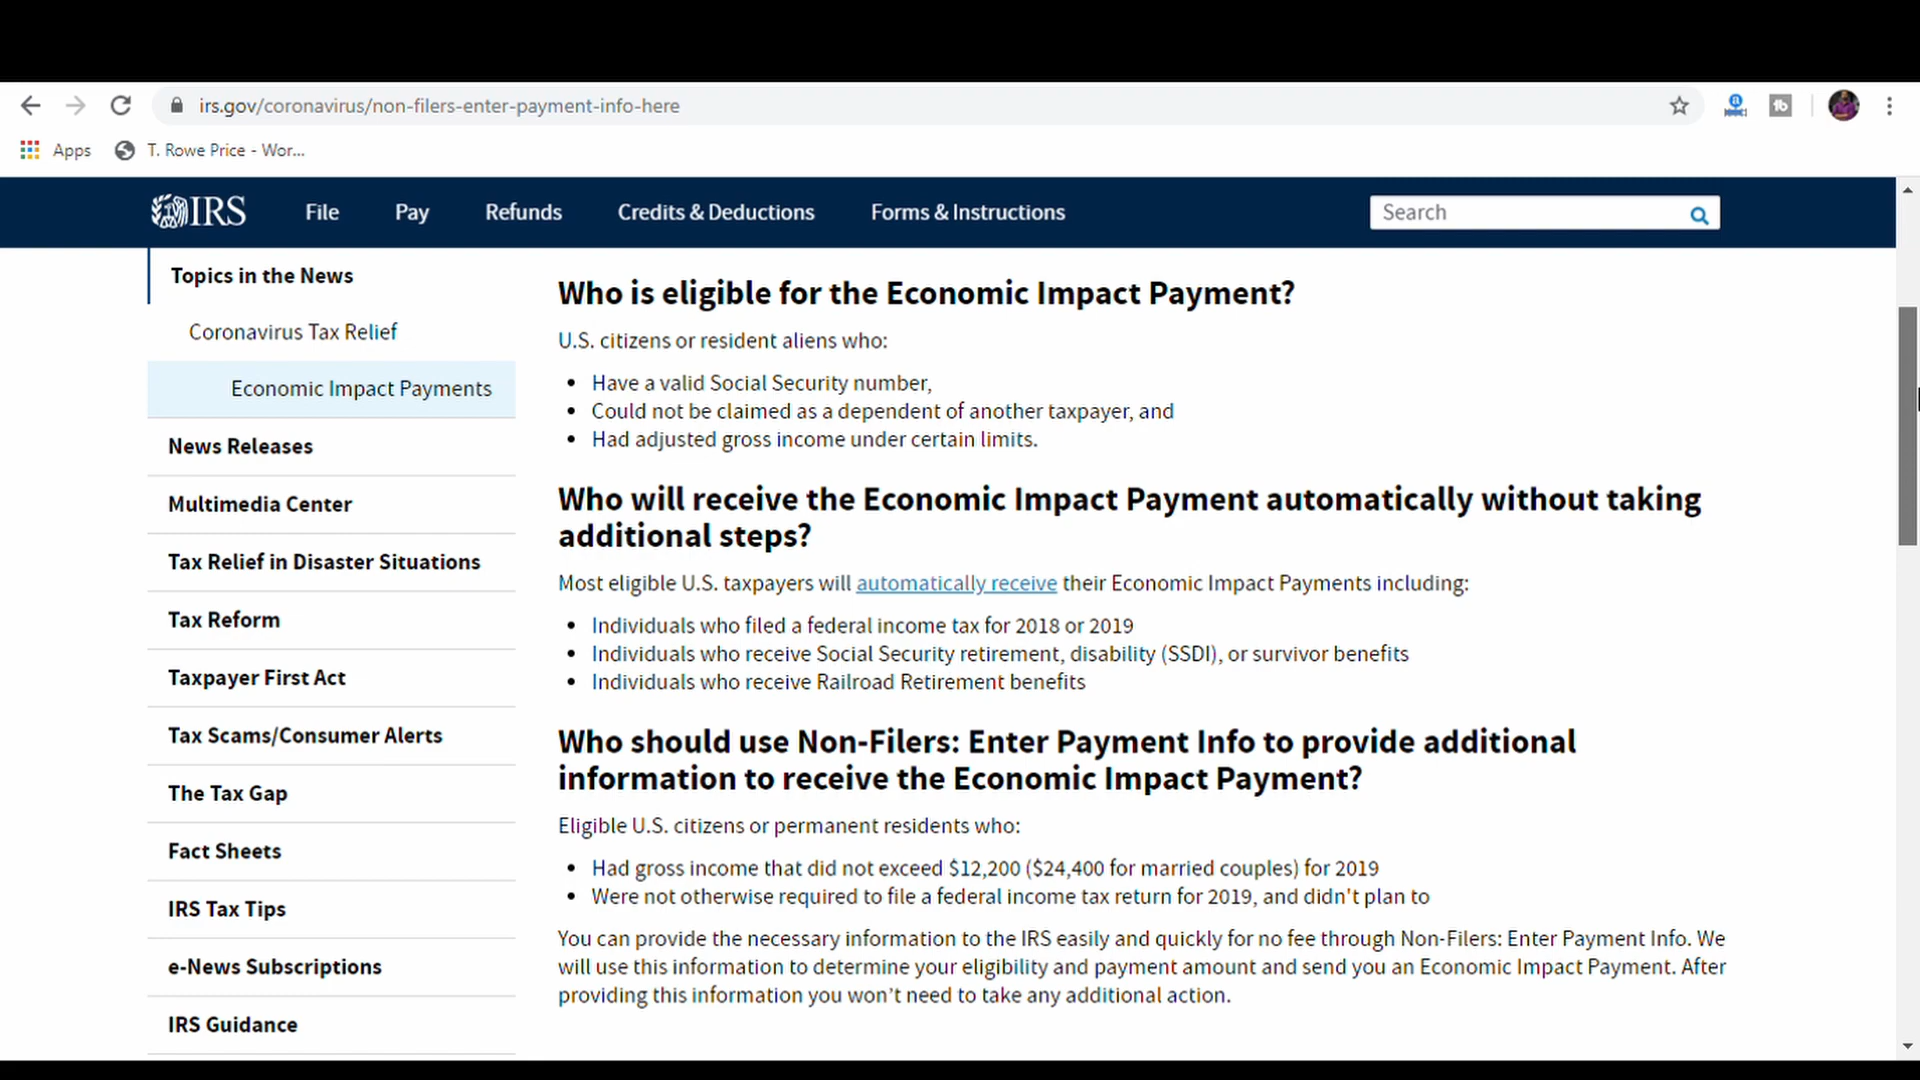 irs.gov/coronavirus/non-filers-enter-payment-info-here
Apps
T. Rowe Price - Wor...
IRS
File
Pay
Refunds
Credits & Deductions
Forms & Instructions
Search
Topics in the News
Coronavirus Tax Relief
Economic Impact Payments
News Releases
Multimedia Center
Tax Relief in Disaster Situations
Tax Reform
Taxpayer First Act
Tax Scams/Consumer Alerts
The Tax Gap
Fact Sheets
IRS Tax Tips
e-News Subscriptions
IRS Guidance
Who is eligible for the Economic Impact Payment?
U.S. citizens or resident aliens who:
• Have a valid Social Security number,
• Could not be claimed as a dependent of another taxpayer, and
• Had adjusted gross income under certain limits.
Who will receive the Economic Impact Payment automatically without taking
additional steps?
Most eligible U.S. taxpayers will automatically receive their Economic Impact Payments including:
• Individuals who filed a federal income tax for 2018 or 2019
• Individuals who receive Social Security retirement, disability (SSDI), or survivor benefits
• Individuals who receive Railroad Retirement benefits
Who should use Non-Filers: Enter Payment Info to provide additional
information to receive the Economic Impact Payment?
Eligible U.S. citizens or permanent residents who:
• Had gross income that did not exceed $12,200 ($24,400 for married couples) for 2019
• Were not otherwise required to file a federal income tax return for 2019, and didn't plan to
You can provide the necessary information to the IRS easily and quickly for no fee through Non-Filers: Enter Payment Info. We
will use this information to determine your eligibility and payment amount and send you an Economic Impact Payment. After
providing this information you won’t need to take any additional action.